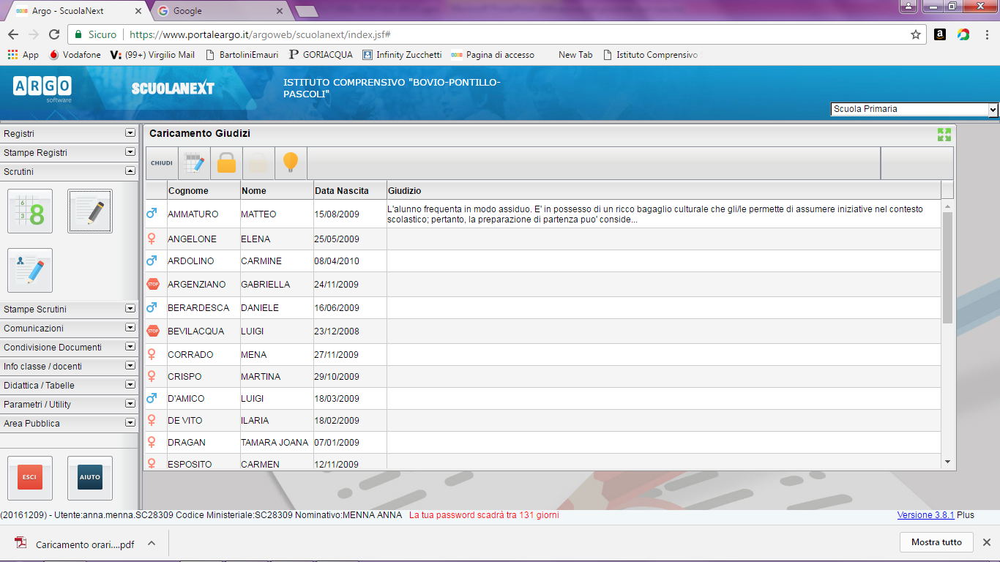 Argo - ScuolaNext
Google
Sicuro https://www.portaleargo.it/argoweb/scuolanext/index.jsf#
App Vodafone (99+) Virgilio Mail BartoliniEmauri GORIACQUA Infinity Zucchetti Pagina di accesso New Tab Istituto Comprensivo
ARGO
software
SCUOLANEXT
ISTITUTO COMPRENSIVO "BOVIO-PONTILLO-
PASCOLI"
Scuola Primaria
Registri
Stampe Registri
Scrutini
6
3
8
Stampe Scrutini
Comunicazioni
Condivisione Documenti
Info classe / docenti
Didattica / Tabelle
Parametri / Utility
Area Pubblica
ESCI
AIUTO
Caricamento Giudizi
CHIUDI
Cognome Nome Data Nascita Giudizio
AMMATURO MATTEO 15/08/2009 L'alunno frequenta in modo assiduo. E' in possesso di un ricco bagaglio culturale che gli/le permette di assumere iniziative nel contesto
scolastico; pertanto, la preparazione di partenza puo' conside...
ANGELONE ELENA 25/05/2009
ARDOLINO CARMINE 08/04/2010
STOP ARGENZIANO GABRIELLA 24/11/2009
BERARDESCA DANIELE 16/06/2009
STOP BEVILACQUA LUIGI 23/12/2008
CORRADO MENA 27/11/2009
CRISPO MARTINA 29/10/2009
D'AMICO LUIGI 18/03/2009
DE VITO ILARIA 18/02/2009
DRAGAN TAMARA JOANA 07/01/2009
ESPOSITO CARMEN 12/11/2009
(20161209) - Utente:anna.menna.SC28309 Codice Ministeriale:SC28309 Nominativo:MENNA ANNA La tua password scadrà tra 131 giorni
Versione 3.8.1 Plus
Caricamento orari....pdf
Mostra tutto